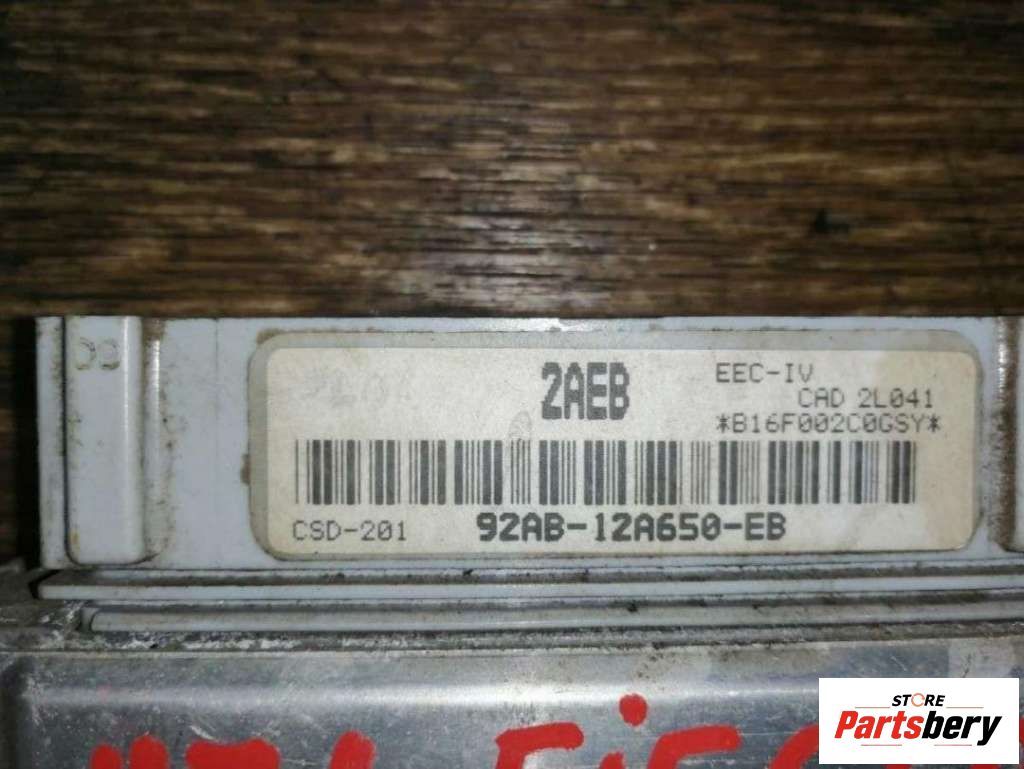 2AEB
EEC-IV
CAD 2L041
*B16F002C0GSY*
CSD-201
92AB-12A650-EB
STORE
Partsbery